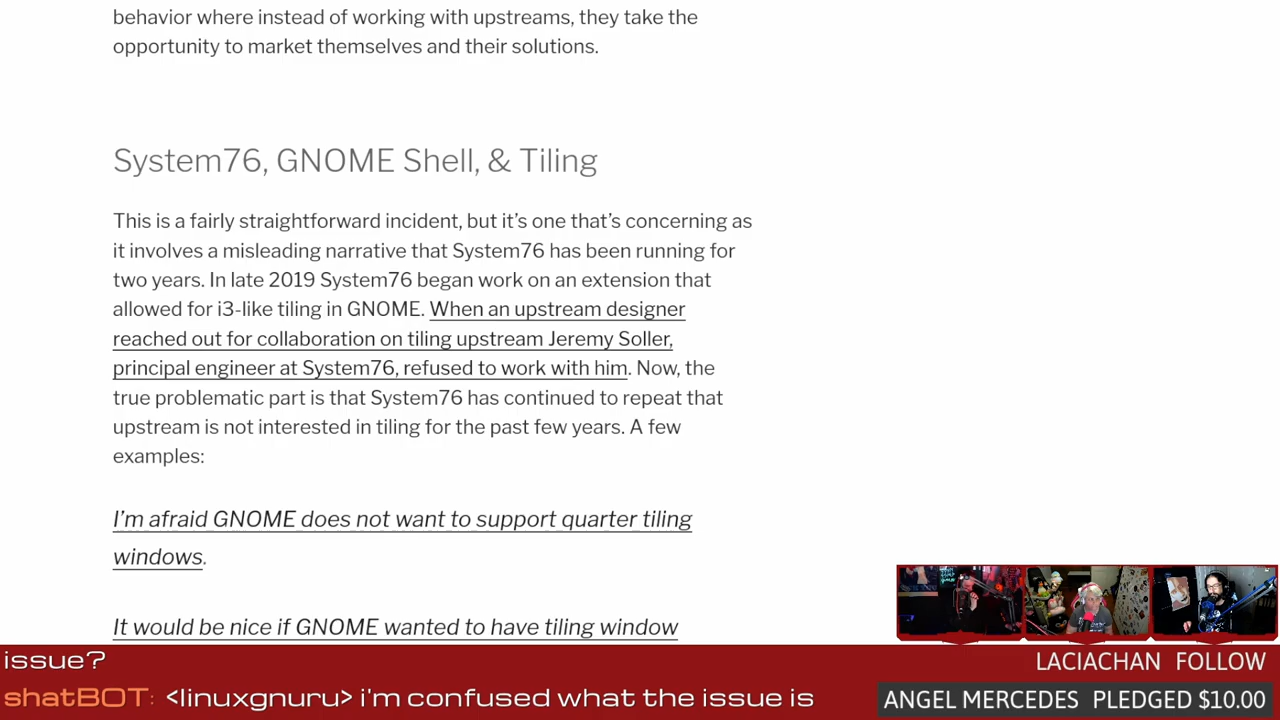 behavior where instead of working with upstreams, they take the
opportunity to market themselves and their solutions.
System76, GNOME Shell, & Tiling
This is a fairly straightforward incident, but it’s one that’s concerning as
it involves a misleading narrative that System76 has been running for
two years. In late 2019 System76 began work on an extension that
allowed for i3-like tiling in GNOME. When an upstream designer
reached out for collaboration on tiling upstream Jeremy Soller,
principal engineer at System76, refused to work with him. Now, the
true problematic part is that System76 has continued to repeat that
upstream is not interested in tiling for the past few years. A few
examples:
I’m afraid GNOME does not want to support quarter tiling
windows.
It would be nice if GNOME wanted to have tiling window
issue?
shatBOT: <linuxgnuru> i'm confused what the issue is
LACIACHAN FOLLOW
ANGEL MERCEDES PLEDGED $10.00